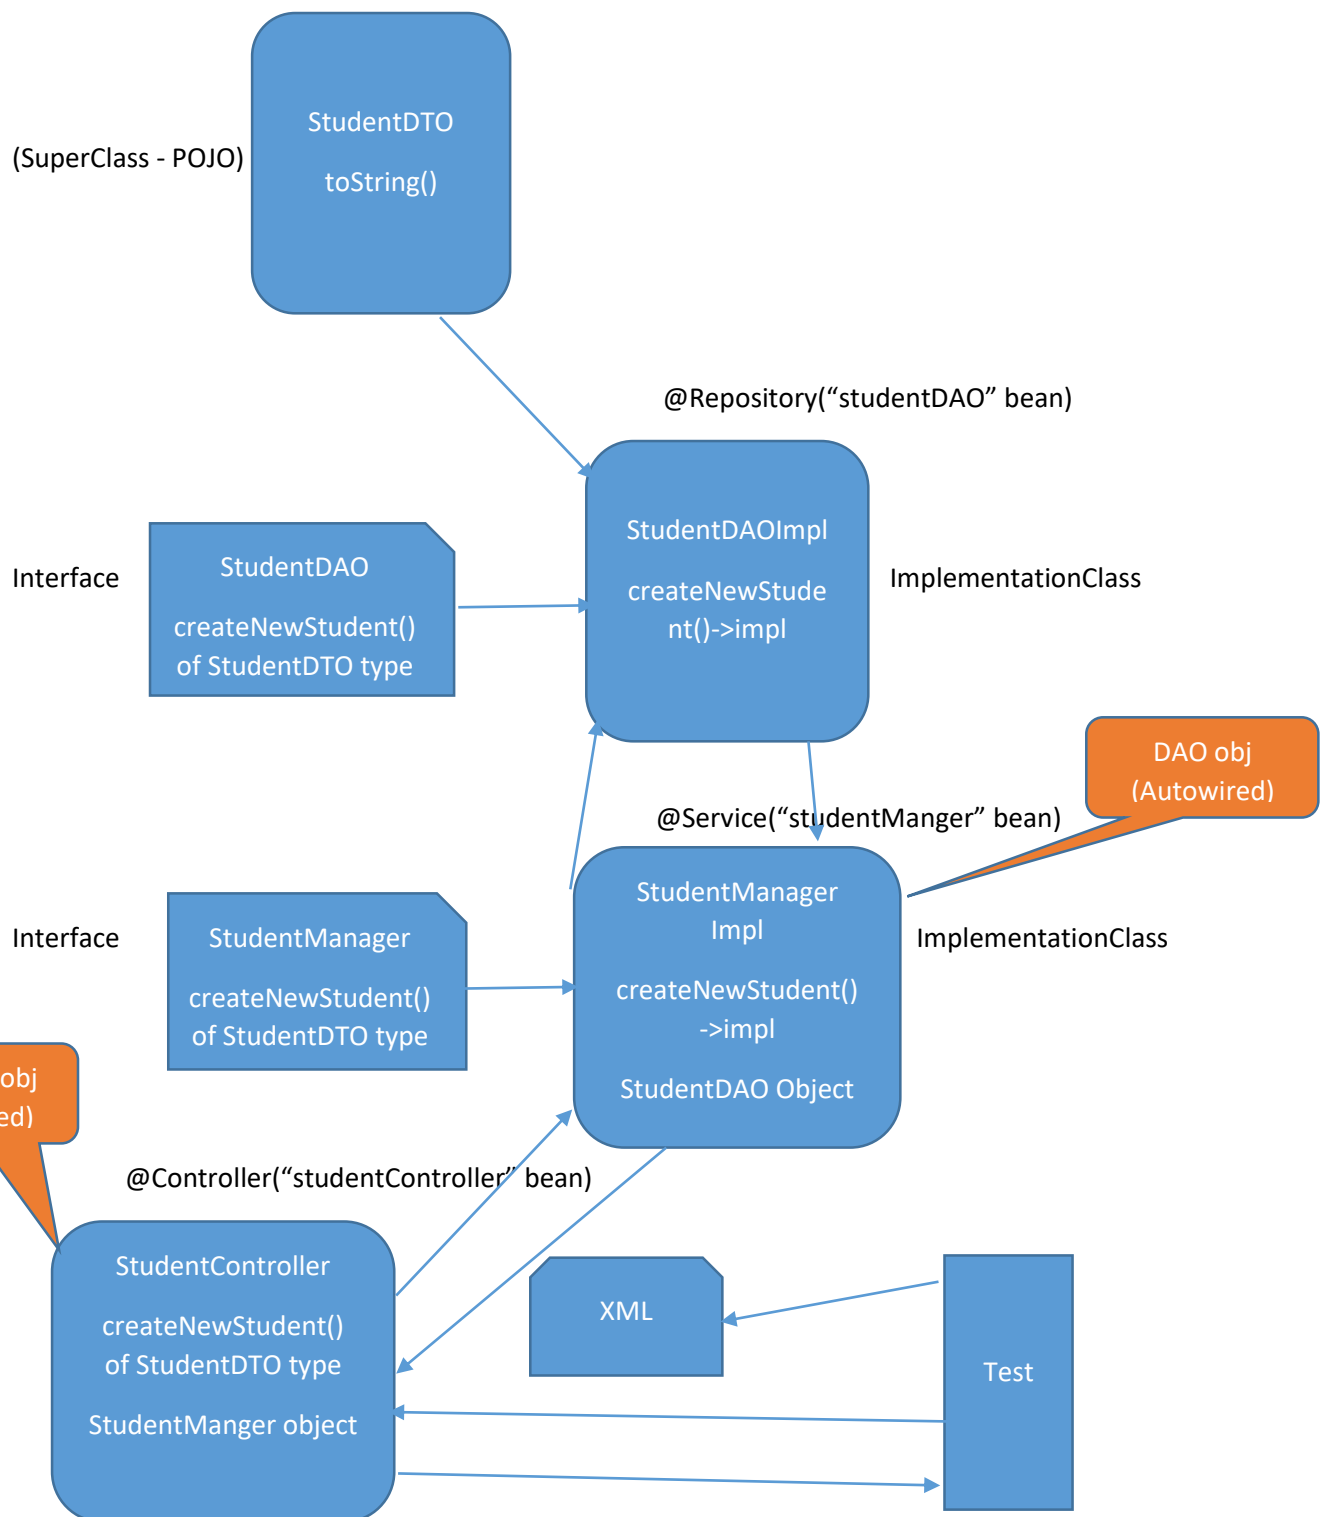 StudentDTO
(SuperClass - POJO)
toString()
@Repository(“studentDAO” bean)
StudentDAOImpl
createNewStude
nt()->impl
Interface
StudentDAO
createNewStudent()
of StudentDTO type
ImplementationClass
DAO obj
(Autowired)
@Service(“studentManger” bean)
StudentManager
Impl
createNewStudent()
->impl
StudentDAO Object
Interface
StudentManager
createNewStudent()
of StudentDTO type
ImplementationClass
obj
ed)
@Controller(“studentController” bean)
StudentController
createNewStudent()
of StudentDTO type
StudentManger object
XML
Test